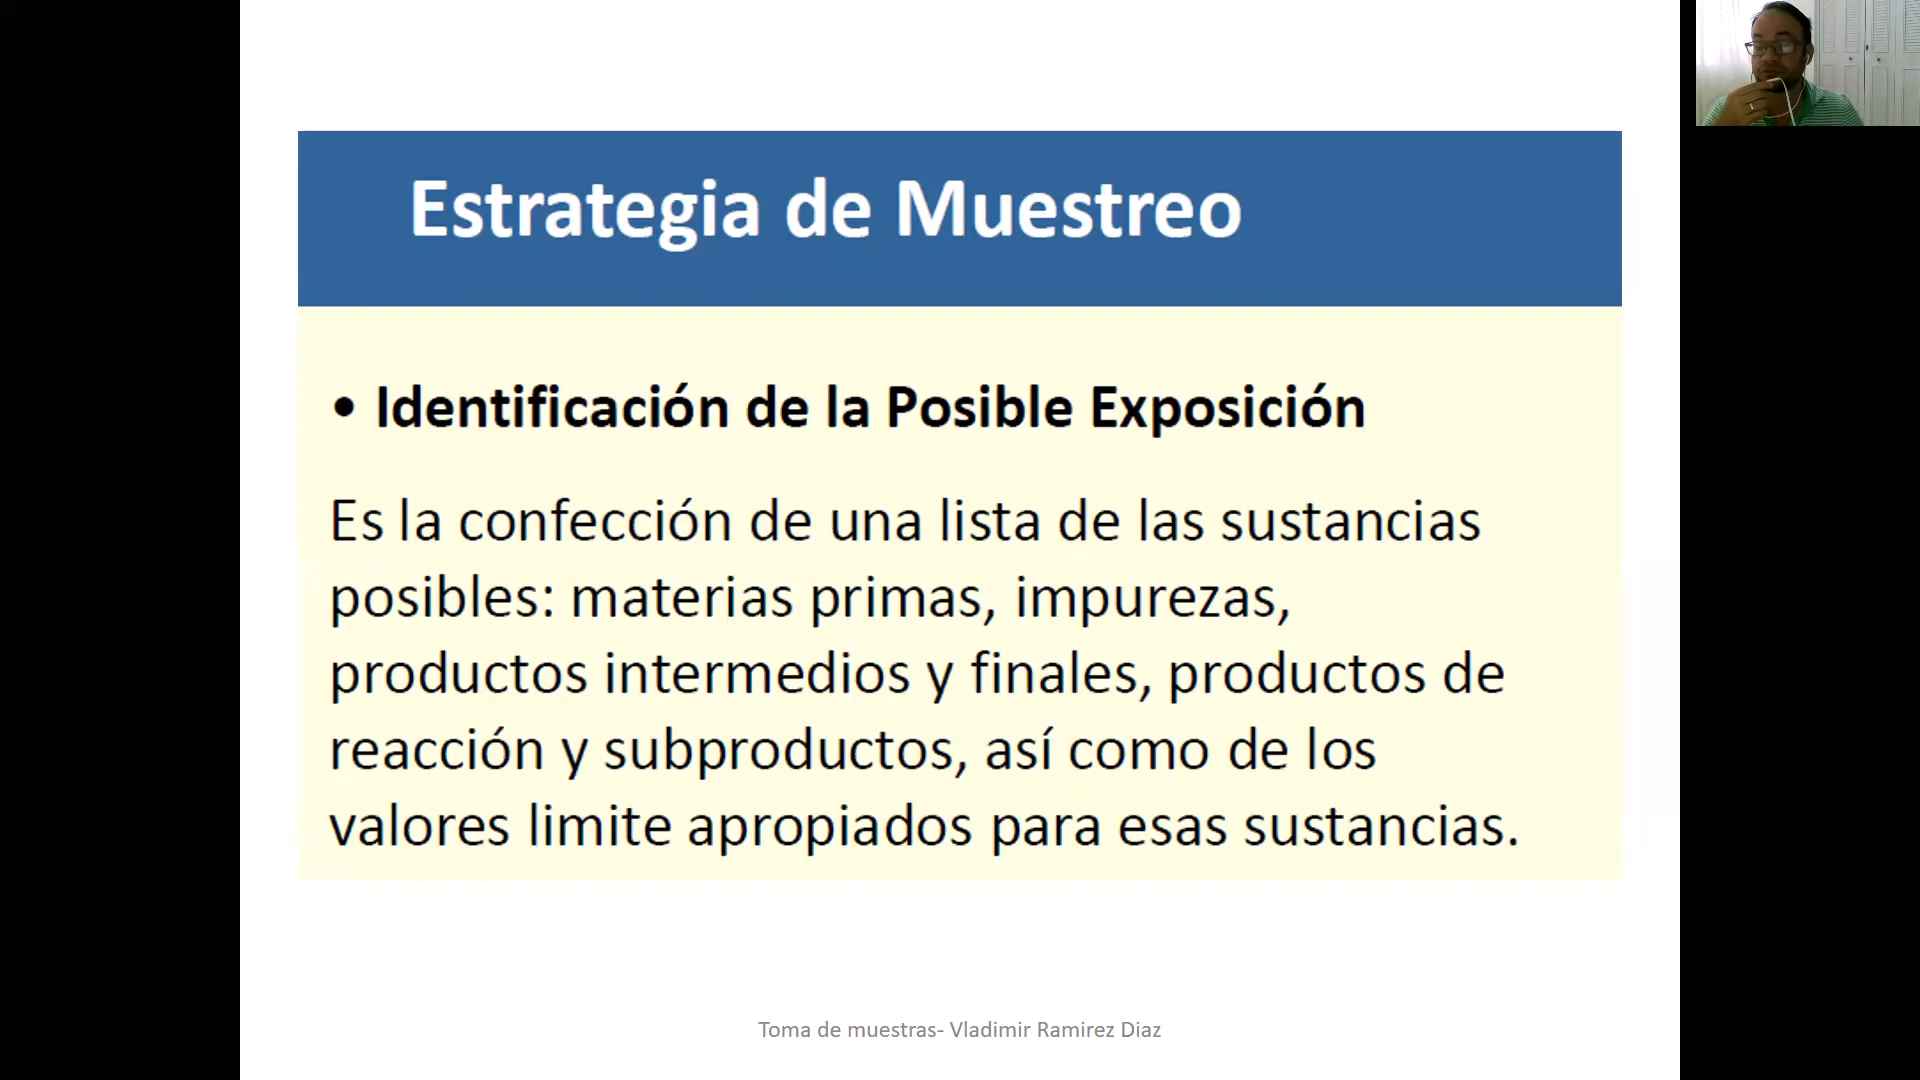 Estrategia de Muestreo
• Identificación de la Posible Exposición
Es la confección de una lista de las sustancias
posibles: materias primas, impurezas,
productos intermedios y finales, productos de
reacción y subproductos, así como de los
valores limite apropiados para esas sustancias.
Toma de muestras- Vladimir Ramirez Diaz